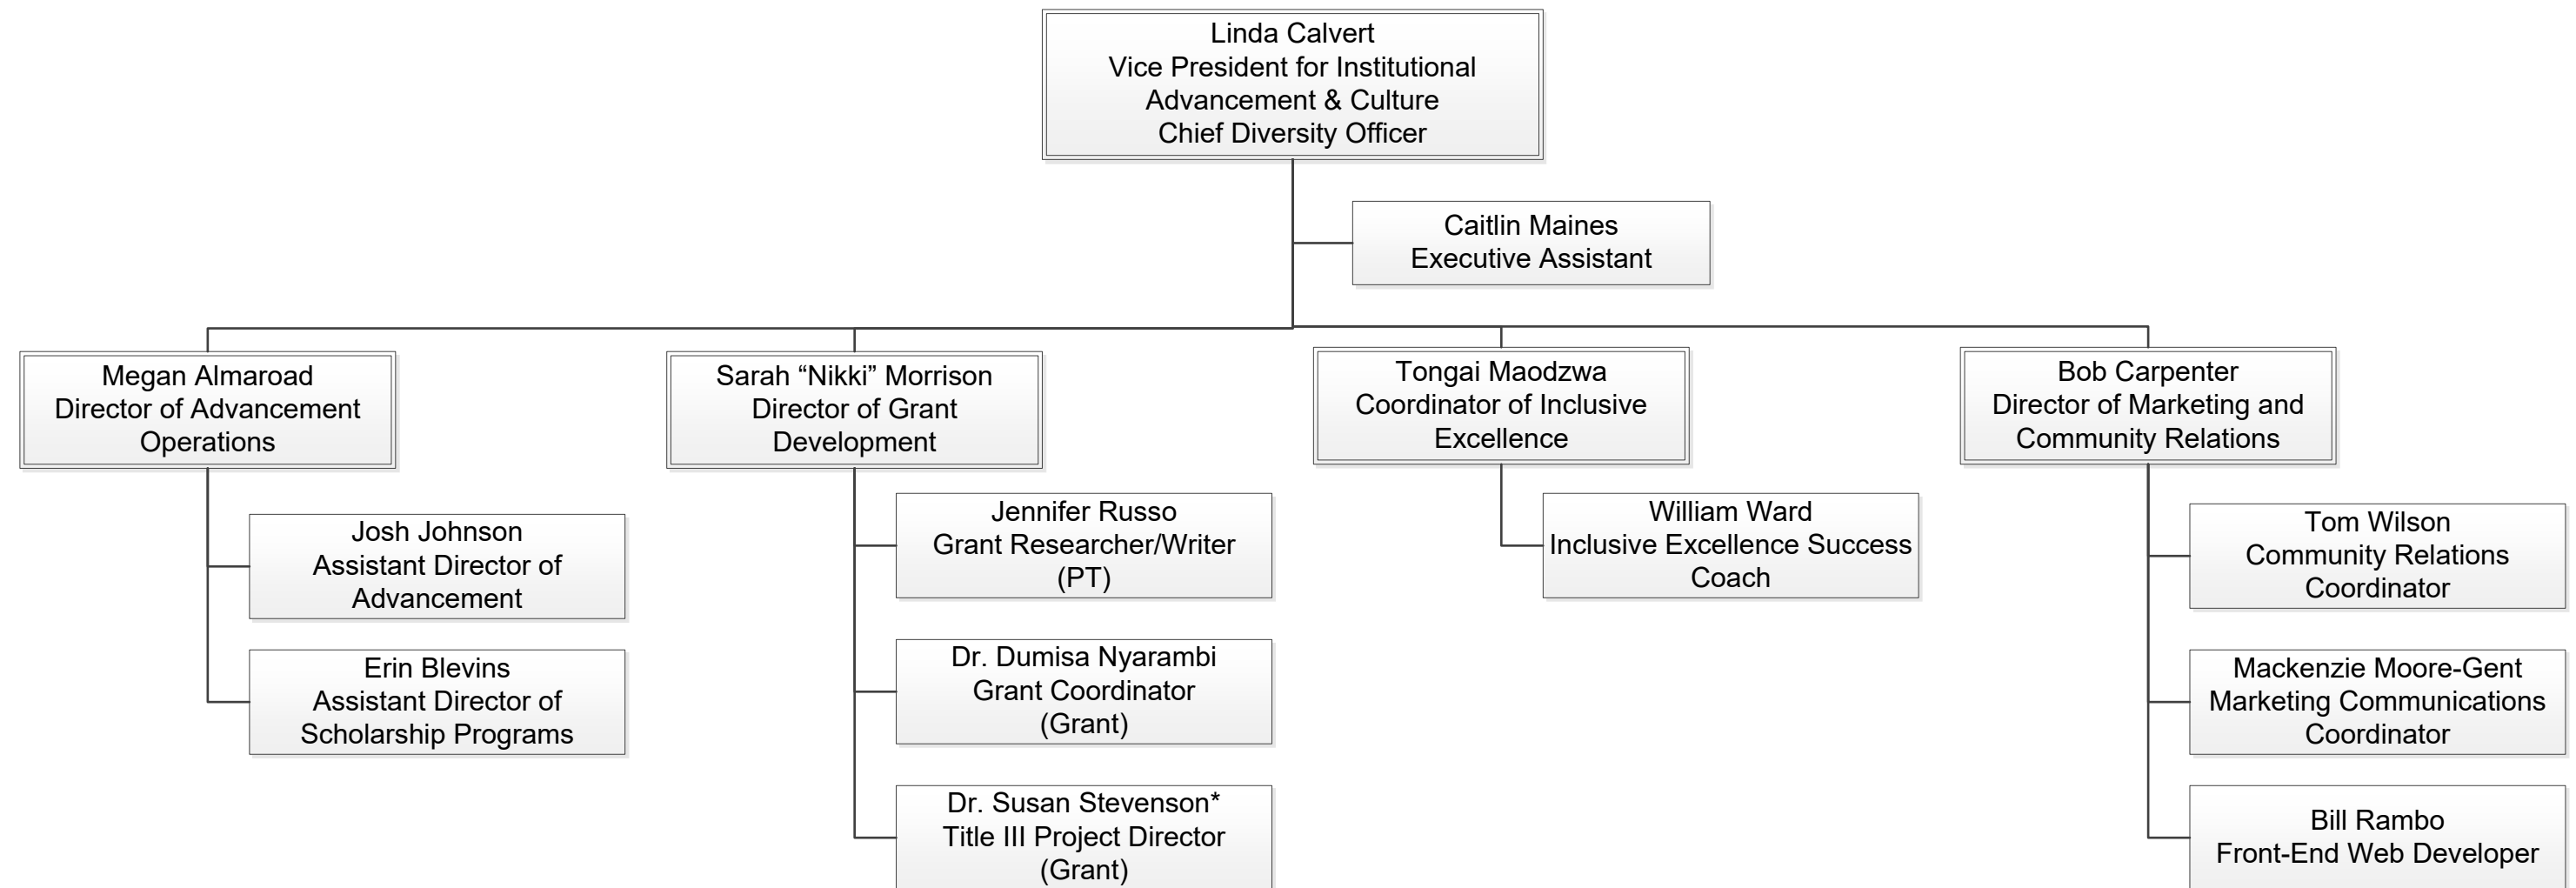 Linda Calvert
Vice President for Institutional
Advancement & Culture
Chief Diversity Officer
Caitlin Maines
Executive Assistant
Megan Almaroad
Director of Advancement
Operations
Sarah “Nikki” Morrison
Director of Grant
Development
Tongai Maodzwa
Coordinator of Inclusive
Excellence
Bob Carpenter
Director of Marketing and
Community Relations
Josh Johnson
Assistant Director of
Advancement
Erin Blevins
Assistant Director of
Scholarship Programs
Jennifer Russo
Grant Researcher/Writer
(PT)
Dr. Dumisa Nyarambi
Grant Coordinator
(Grant)
Dr. Susan Stevenson*
Title III Project Director
(Grant)
William Ward
Inclusive Excellence Success
Coach
Tom Wilson
Community Relations
Coordinator
Mackenzie Moore-Gent
Marketing Communications
Coordinator
Bill Rambo
Front-End Web Developer